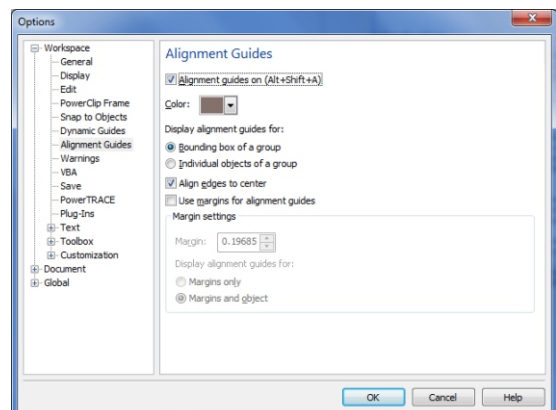 Options
Workspace
General
Display
Edit
PowerClip Frame
Snap to Objects
Dynamic Guides
Alignment Guides
Warnings
VBA
Save
PowerTRACE
Plug-Ins
Text
Toolbox
Customization
Document
Global
Alignment Guides
Alignment guides on (Alt+Shift+A)
Color:
Display alignment guides for:
Bounding box of a group
Individual objects of a group
Align edges to center
Use margins for alignment guides
Margin settings
Margin: 0.19685
Display alignment guides for:
Margins only
Margins and object
OK Cancel Help